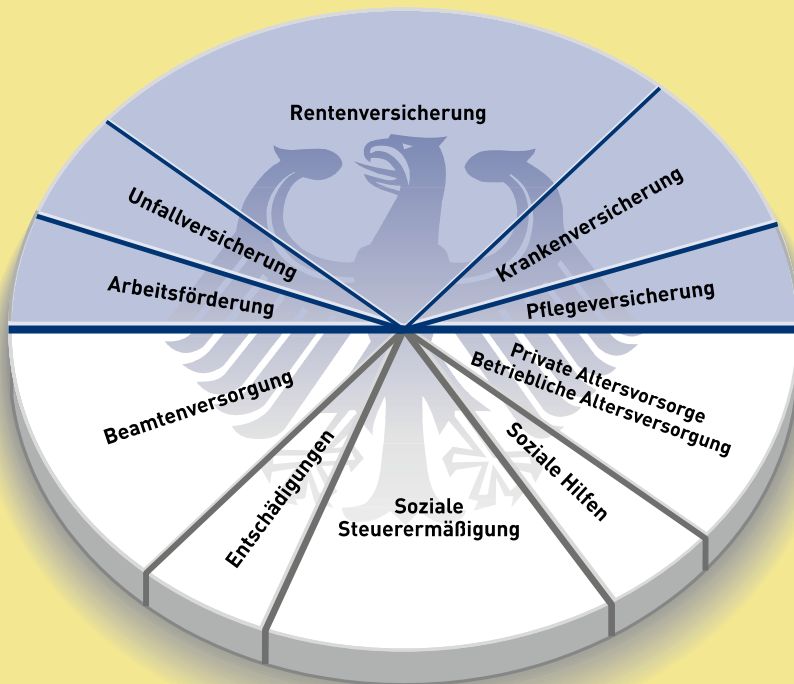 Rentenversicherung
Unfallversicherung
Krankenversicherung
Arbeitsförderung
Pflegeversicherung
Beamtenversorgung
Private Altersvorsorge
Betriebliche Altersversorgung
Entschädigungen
Soziale Hilfen
Soziale
Steuerermäßigung